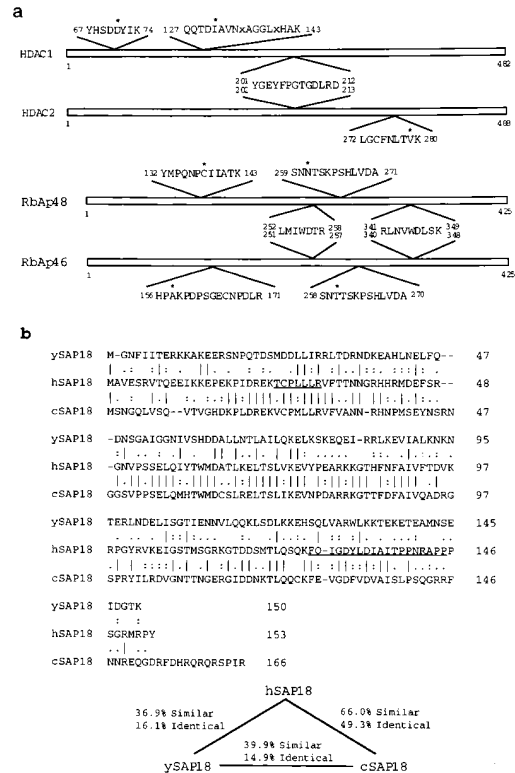 a
67 YHSDDYIK 74 127 QQTDIAVNxAGGLxHAK 143
HDAC1
1 482
201 YGEYFPGTGDLRD 212
202 213
HDAC2
1 488
272 LGCFNLTVK 280
132 YMPQNPCIIATK 143 259 SNNTSKPSHLVDA 271
RbAp48
1 425
252 LMIWDTR 258 341 RLNVWDLSK 349
251 257 340 348
RbAp46
1 425
156 HPAKPDPSGECNPDLR 171 258 SNTTSKPSHLVDA 270
b
ySAP18 M-GNFIITERKKAKEERSNPQTDSMDDLLIRRLTDRNDKEAHLNELFQ-- 47
hSAP18 MAVESRVTQEEIKKEPEKPIDREKTCPLLLRVFTTNNGRHHRMDEFSR-- 48
cSAP18 MSNGQLVSQ--VTVGHDKPLDREKVCPMLLRVFVANN-RHNPMSEYNSRN 47
ySAP18 -DNSGAIGGNIVSHDDALLNTLAILQKELKSKEQEI-RRLKEVIALKNKN 95
hSAP18 -GNVPSSELQIYTWMDATLKELTSLVKEVYPEARKKGTHFNFAIVFTDVK 97
cSAP18 GGSVPPSELQMHTWMDCSLRELTSLIKEVNPDARRKGTTFDFAIVQADRG 97
ySAP18 TERLNDELISGTIENNVLQQKLSDLKKEHSQLVARWLKKTEKETEAMNSE 145
hSAP18 RPGYRVKEIGSTMSGRKGTDDSMTLQSQKFQ-IGDYLDIAITPPNRAPPP 146
cSAP18 SPRYILRDVGNTTNGERGIDDNKTLQQCKFE-VGDFVDVAISLPSQGRRF 146
ySAP18 IDGTK 150
hSAP18 SGRMRPY 153
cSAP18 NNREQGDRFDHRQRQRSPIR 166
hSAP18
36.9% Similar 66.0% Similar
16.1% Identical 49.3% Identical
39.9% Similar
14.9% Identical
ySAP18 cSAP18